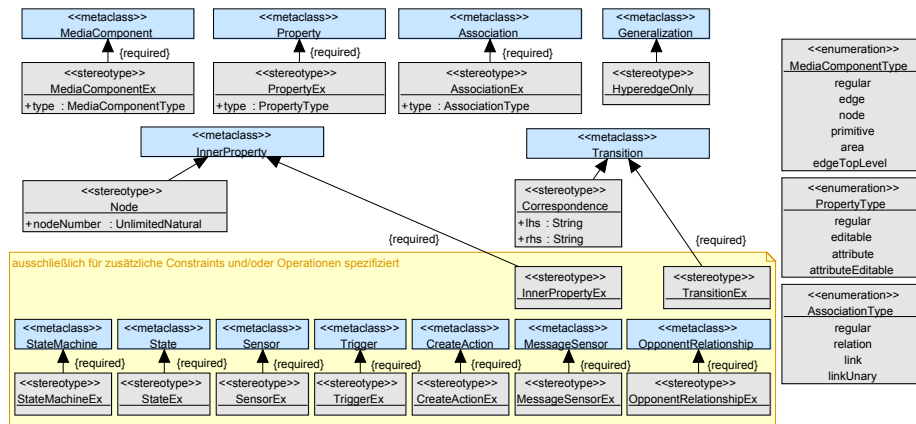 <<metaclass>>
MediaComponent
{required}
<<stereotype>>
MediaComponentEx
+type : MediaComponentType
<<metaclass>>
Property
{required}
<<stereotype>>
PropertyEx
+type : PropertyType
<<metaclass>>
Association
{required}
<<stereotype>>
AssociationEx
+type : AssociationType
<<metaclass>>
Generalization
<<stereotype>>
HyperedgeOnly
<<metaclass>>
InnerProperty
<<stereotype>>
Node
+nodeNumber : UnlimitedNatural
<<metaclass>>
Transition
<<stereotype>>
Correspondence
+lhs : String
+rhs : String
{required}
{required}
ausschließlich für zusätzliche Constraints und/oder Operationen spezifiziert
<<stereotype>>
InnerPropertyEx
<<stereotype>>
TransitionEx
<<metaclass>>
StateMachine
{required}
<<stereotype>>
StateMachineEx
<<metaclass>>
State
{required}
<<stereotype>>
StateEx
<<metaclass>>
Sensor
{required}
<<stereotype>>
SensorEx
<<metaclass>>
Trigger
{required}
<<stereotype>>
TriggerEx
<<metaclass>>
CreateAction
{required}
<<stereotype>>
CreateActionEx
<<metaclass>>
MessageSensor
{required}
<<stereotype>>
MessageSensorEx
<<metaclass>>
OpponentRelationship
{required}
<<stereotype>>
OpponentRelationshipEx
<<enumeration>>
MediaComponentType
regular
edge
node
primitive
area
edgeTopLevel
<<enumeration>>
PropertyType
regular
editable
attribute
attributeEditable
<<enumeration>>
AssociationType
regular
relation
link
linkUnary